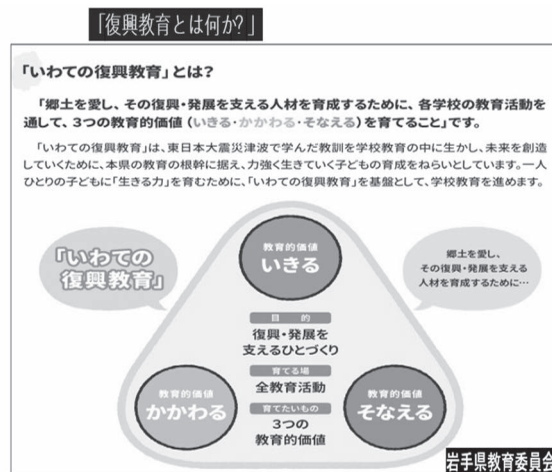 「復興教育とは何か?」
「いわての復興教育」とは?
「郷土を愛し、その復興・発展を支える人材を育成するために、各学校の教育活動を
通して、3つの教育的価値(いきる・かかわる・そなえる)を育てること」です。
「いわての復興教育」は、東日本大震災津波で学んだ教訓を学校教育の中に生かし、未来を創造
していくために、本県の教育の根幹に据え、力強く生きていく子どもの育成をねらいとしています。一人
ひとりの子どもに「生きる力」を育むために、「いわての復興教育」を基盤として、学校教育を進めます。
「いわての
復興教育」
教育的価値
いきる
郷土を愛し、
その復興・発展を支える
人材を育成するために…
目 的
復興・発展を
支えるひとづくり
育てる場
全教育活動
育てたいもの
3つの
教育的価値
教育的価値
かかわる
教育的価値
そなえる
岩手県教育委員会